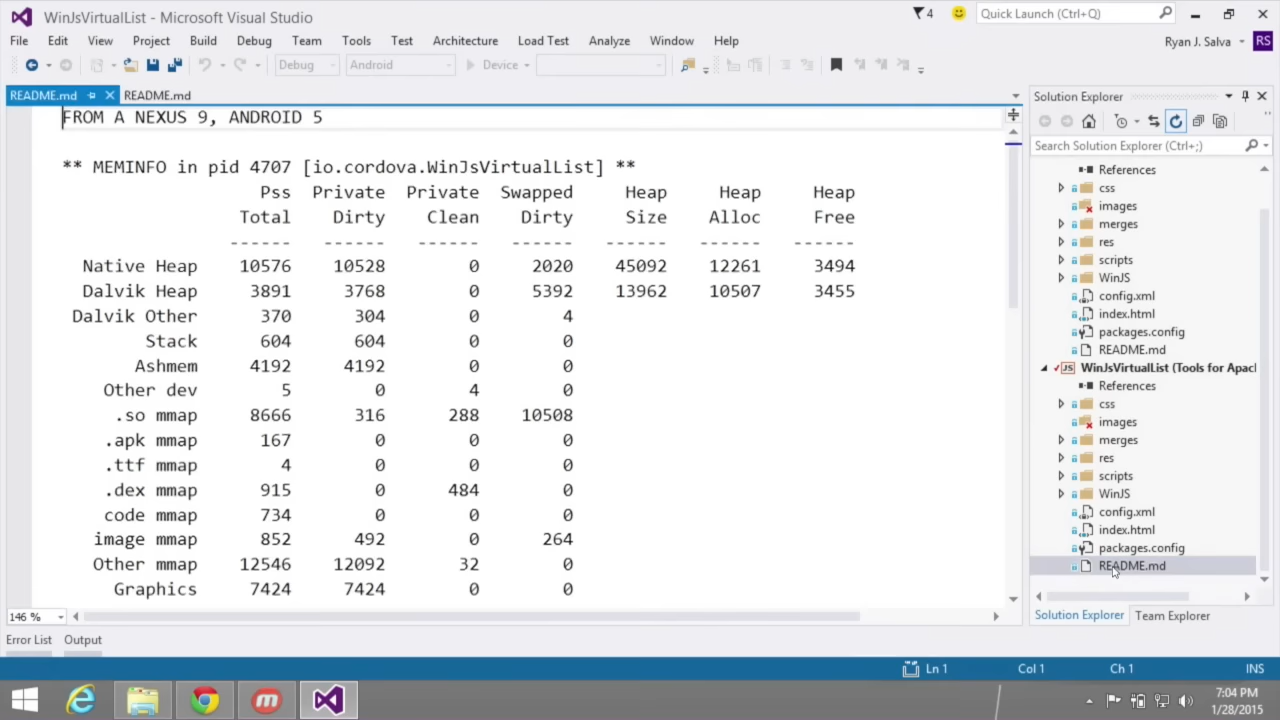 WinJsVirtualList - Microsoft Visual Studio
4
Quick Launch (Ctrl+Q)
File Edit View Project Build Debug Team Tools Test Architecture Load Test Analyze Window Help
Ryan J. Salva RS
Debug Android Device
README.md README.md
FROM A NEXUS 9, ANDROID 5
** MEMINFO in pid 4707 [io.cordova.WinJsVirtualList] **
Pss Private Private Swapped Heap Heap Heap
Total Dirty Clean Dirty Size Alloc Free
------ ------ ------ ------ ------ ------ ------
Native Heap 10576 10528 0 2020 45092 12261 3494
Dalvik Heap 3891 3768 0 5392 13962 10507 3455
Dalvik Other 370 304 0 4
Stack 604 604 0 0
Ashmem 4192 4192 0 0
Other dev 5 0 4 0
.so mmap 8666 316 288 10508
.apk mmap 167 0 0 0
.ttf mmap 4 0 0 0
.dex mmap 915 0 484 0
code mmap 734 0 0 0
image mmap 852 492 0 264
Other mmap 12546 12092 32 0
Graphics 7424 7424 0 0
146 %
Error List Output
Solution Explorer
Search Solution Explorer (Ctrl+;)
References
css
images
merges
res
scripts
WinJS
config.xml
index.html
packages.config
README.md
WinJsVirtualList (Tools for Apac
References
css
images
merges
res
scripts
WinJS
config.xml
index.html
packages.config
README.md
Solution Explorer Team Explorer
Ln 1 Col 1 Ch 1 INS
7:04 PM
1/28/2015